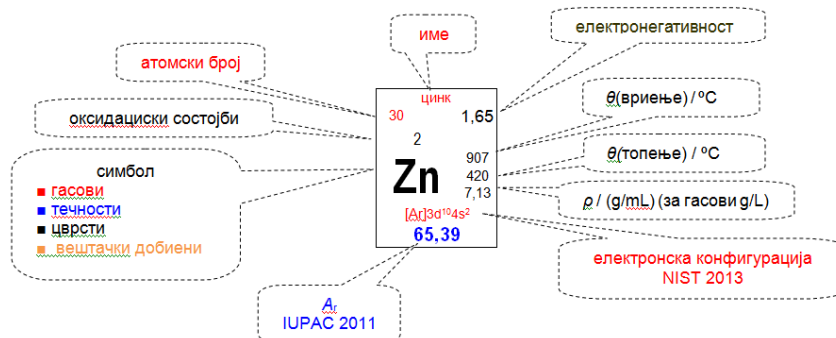 име
електронегативност
атомски број
цинк
30
1,65
θ(вриење) / ºC
оксидациски состојби
2
907
θ(топење) / ºC
420
Zn
7,13
ρ / (g/mL) (за гасови g/L)
симбол
■ гасови
■ течности
■ цврсти
■ вештачки добиени
[Ar]3d¹⁰4s²
65,39
електронска конфигурација
NIST 2013
Ar
IUPAC 2011